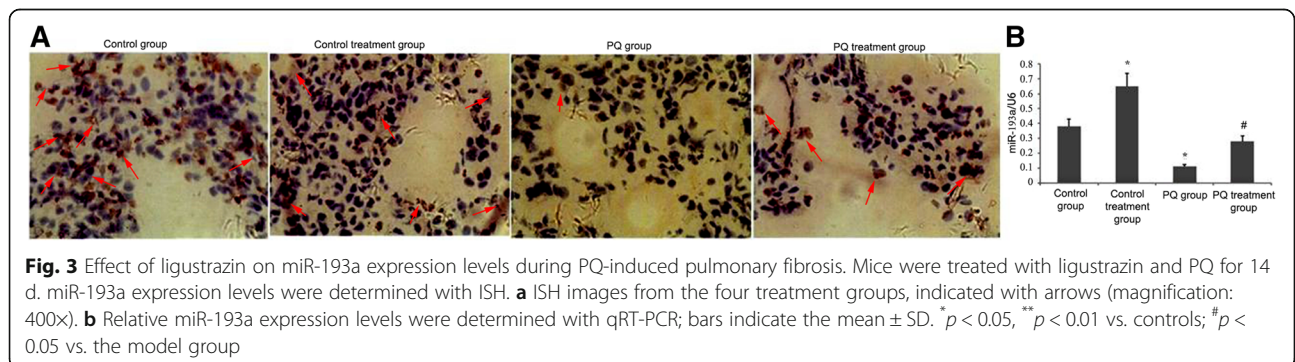 A
Control group
Control treatment group
PQ group
PQ treatment group
B
miR-193a/U6
0.8
0.7
0.6
0.5
0.4
0.3
0.2
0.1
0
*
*
#
Control
group
Control
treatment
group
PQ group
PQ treatment
group
Fig. 3 Effect of ligustrazin on miR-193a expression levels during PQ-induced pulmonary fibrosis. Mice were treated with ligustrazin and PQ for 14
d. miR-193a expression levels were determined with ISH. a ISH images from the four treatment groups, indicated with arrows (magnification:
400×). b Relative miR-193a expression levels were determined with qRT-PCR; bars indicate the mean ± SD. *p < 0.05, **p < 0.01 vs. controls; #p <
0.05 vs. the model group